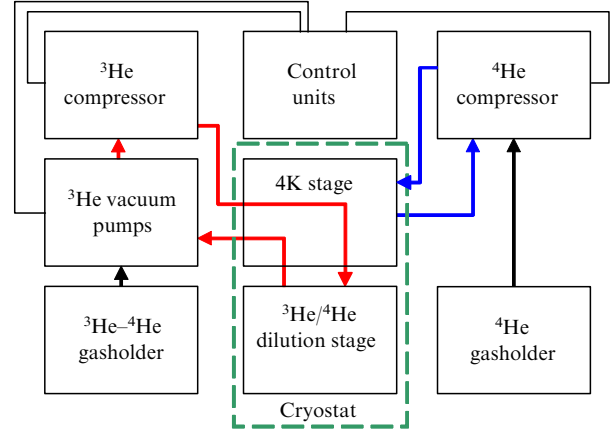 ³He
compressor
Control
units
⁴He
compressor
³He vacuum
pumps
4K stage
³He–⁴He
gasholder
³He/⁴He
dilution stage
⁴He
gasholder
Cryostat